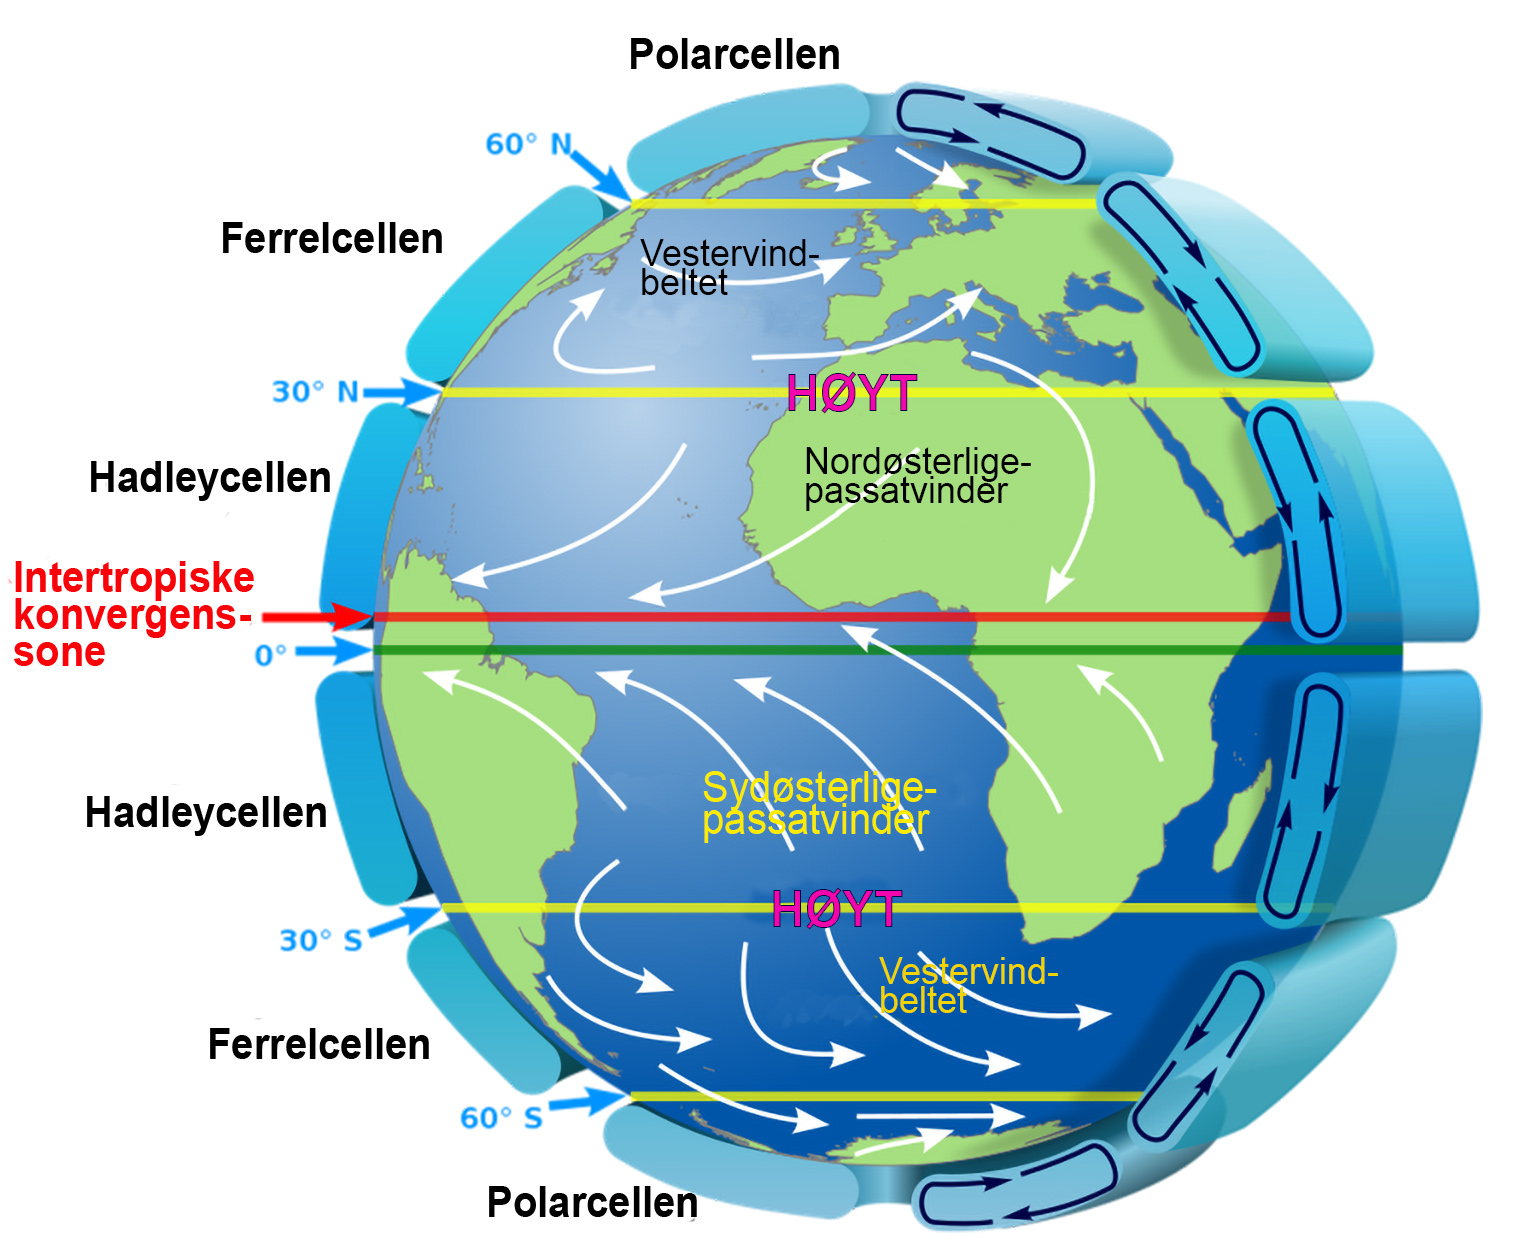 Polarcellen
60° N
Ferrelcellen
Vestervind-
beltet
30° N
HØYT
Hadleycellen
Nordøsterlige-
passatvinder
Intertropiske
konvergens-
sone
0°
Hadleycellen
Sydøsterlige-
passatvinder
HØYT
30° S
Vestervind-
beltet
Ferrelcellen
60° S
Polarcellen